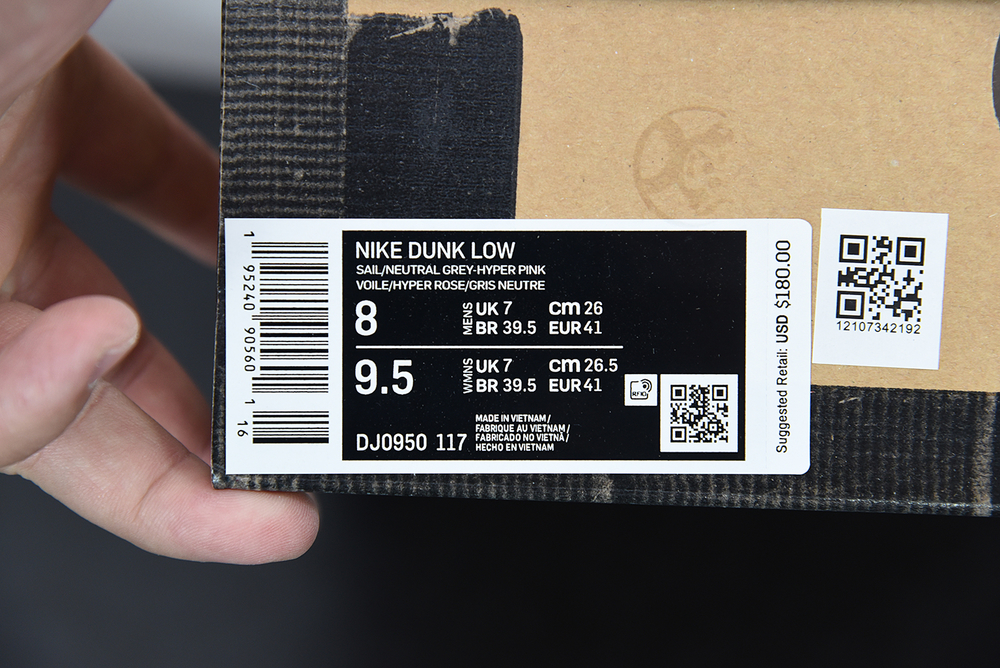 1 95240 90560 1 16
NIKE DUNK LOW
SAIL/NEUTRAL GREY-HYPER PINK
VOILE/HYPER ROSE/GRIS NEUTRE
8 MENS UK 7 cm 26
BR 39.5 EUR 41
9.5 WMNS UK 7 cm 26.5
BR 39.5 EUR 41
RFID
DJ0950 117
MADE IN VIETNAM /
FABRIQUE AU VIETNAM /
FABRICADO NO VIETNÃ /
HECHO EN VIETNAM
Suggested Retail: USD $180.00
12107342192